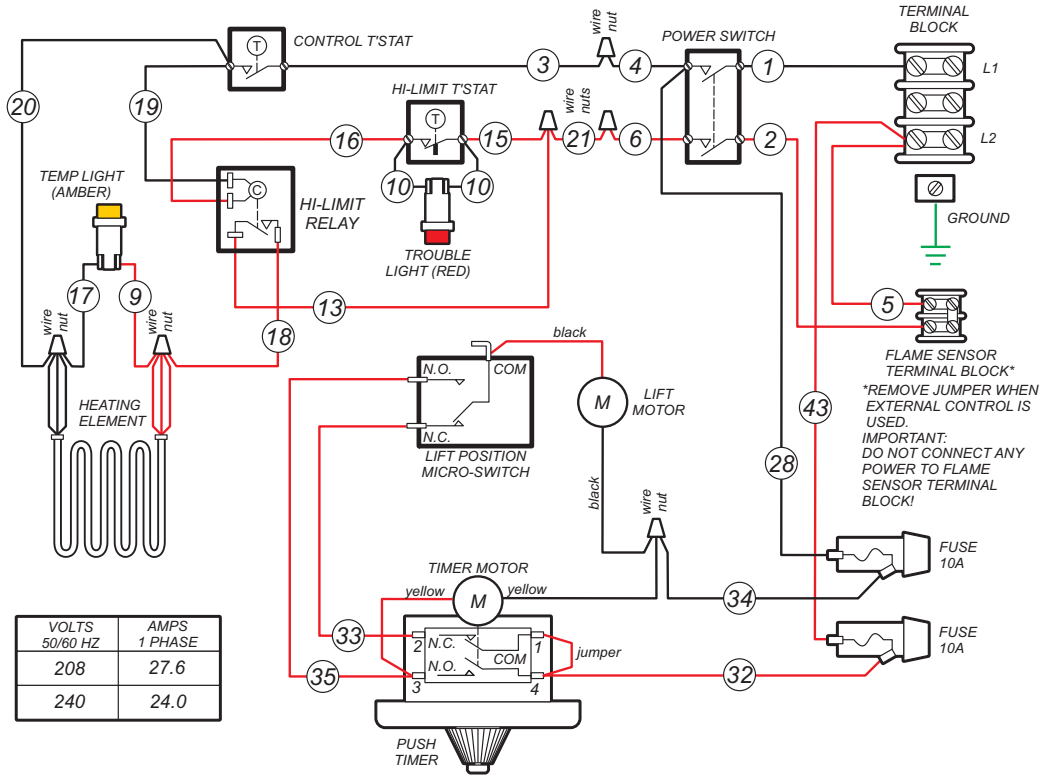 TERMINAL
BLOCK
wire
nut
CONTROL T'STAT
POWER SWITCH
T
3
4
1
L1
HI-LIMIT T'STAT
wire
nuts
20
19
T
16
15
21
6
2
43
L2
TEMP LIGHT
(AMBER)
10
10
C
HI-LIMIT
RELAY
GROUND
TROUBLE
LIGHT (RED)
17
9
13
5
wire
nut
wire
nut
18
black
FLAME SENSOR
TERMINAL BLOCK*
N.O.
COM
*REMOVE JUMPER WHEN
EXTERNAL CONTROL IS
USED.
IMPORTANT:
DO NOT CONNECT ANY
POWER TO FLAME
SENSOR TERMINAL
BLOCK!
M
LIFT
MOTOR
HEATING
ELEMENT
N.C.
LIFT POSITION
MICRO-SWITCH
28
black
wire
nut
FUSE
10A
TIMER MOTOR
yellow
M
yellow
34
VOLTS
50/60 HZ
AMPS
1 PHASE
208
27.6
240
24.0
33
2
N.C.
1
jumper
FUSE
10A
35
N.O.
COM
3
4
32
PUSH
TIMER